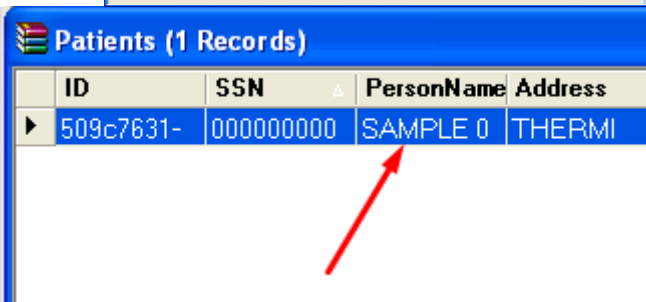 Patients (1 Records)
ID SSN PersonName Address
509c7631- 000000000 SAMPLE 0 THERMI